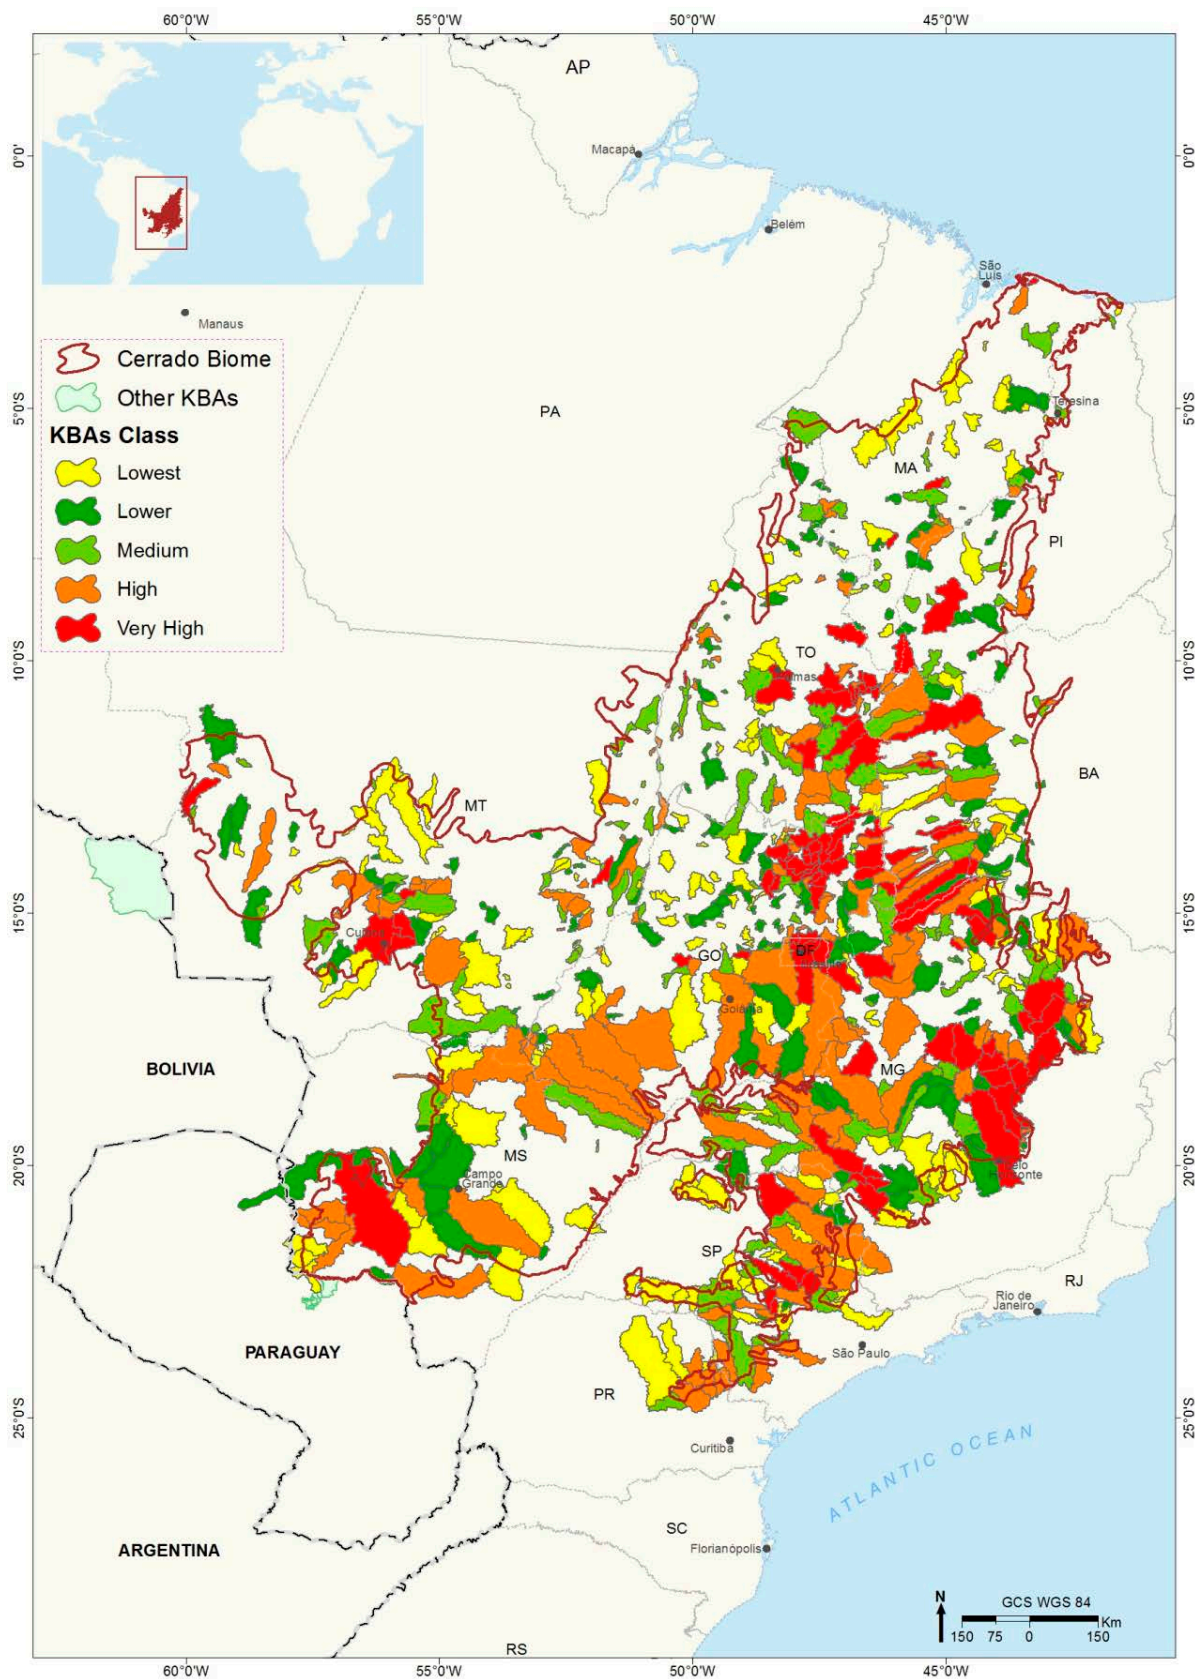 60°0'W 55°0'W 50°0'W 45°0'W
AP
Macapá
0°0'
0°0'
Belém
São
Luís
Manaus
Cerrado Biome
Other KBAs
KBAs Class
Lowest
Lower
Medium
High
Very High
5°0'S
5°0'S
PA
Teresina
MA
PI
10°0'S
10°0'S
TO
MT
BA
15°0'S
15°0'S
GO
DF
Goiânia
BOLIVIA
MG
20°0'S
20°0'S
MS
Campo
Grande
SP
RJ
Rio de
Janeiro
PARAGUAY
São Paulo
PR
25°0'S
25°0'S
Curitiba
ATLANTIC OCEAN
SC
Florianópolis
ARGENTINA
N
GCS WGS 84
Km
150 75 0 150
RS
60°0'W 55°0'W 50°0'W 45°0'W